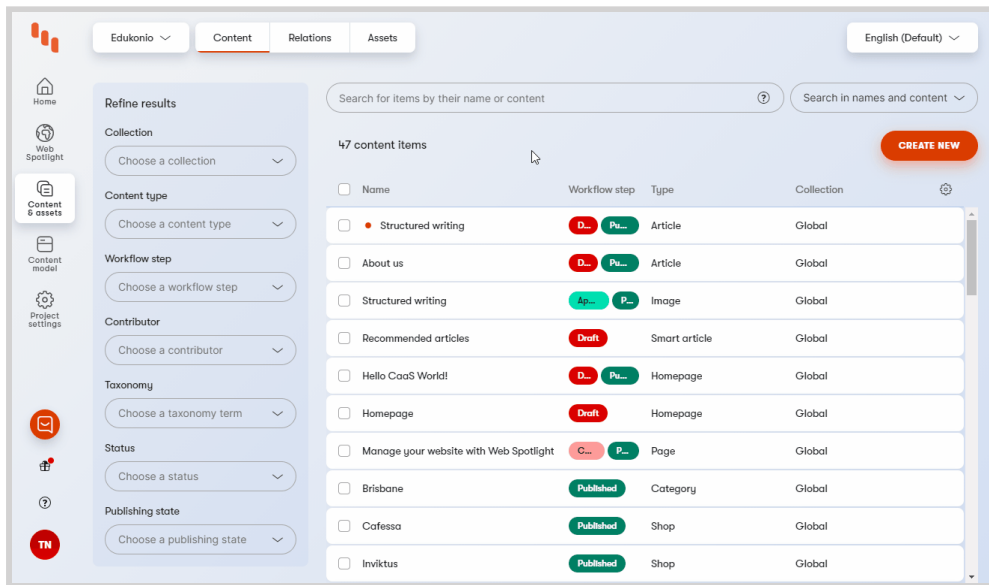 Edukonio
Content
Relations
Assets
English (Default)
Home
Web
Spotlight
Content
& assets
Content
model
Project
settings
TN
Refine results
Collection
Choose a collection
Content type
Choose a content type
Workflow step
Choose a workflow step
Contributor
Choose a contributor
Taxonomy
Choose a taxonomy term
Status
Choose a status
Publishing state
Choose a publishing state
Search for items by their name or content
Search in names and content
47 content items
CREATE NEW
Name Workflow step Type Collection
Structured writing D... Pu... Article Global
About us D... Pu... Article Global
Structured writing Ap... P... Image Global
Recommended articles Draft Smart article Global
Hello CaaS World! D... Pu... Homepage Global
Homepage Draft Homepage Global
Manage your website with Web Spotlight C... P... Page Global
Brisbane Published Category Global
Cafessa Published Shop Global
Inviktus Published Shop Global